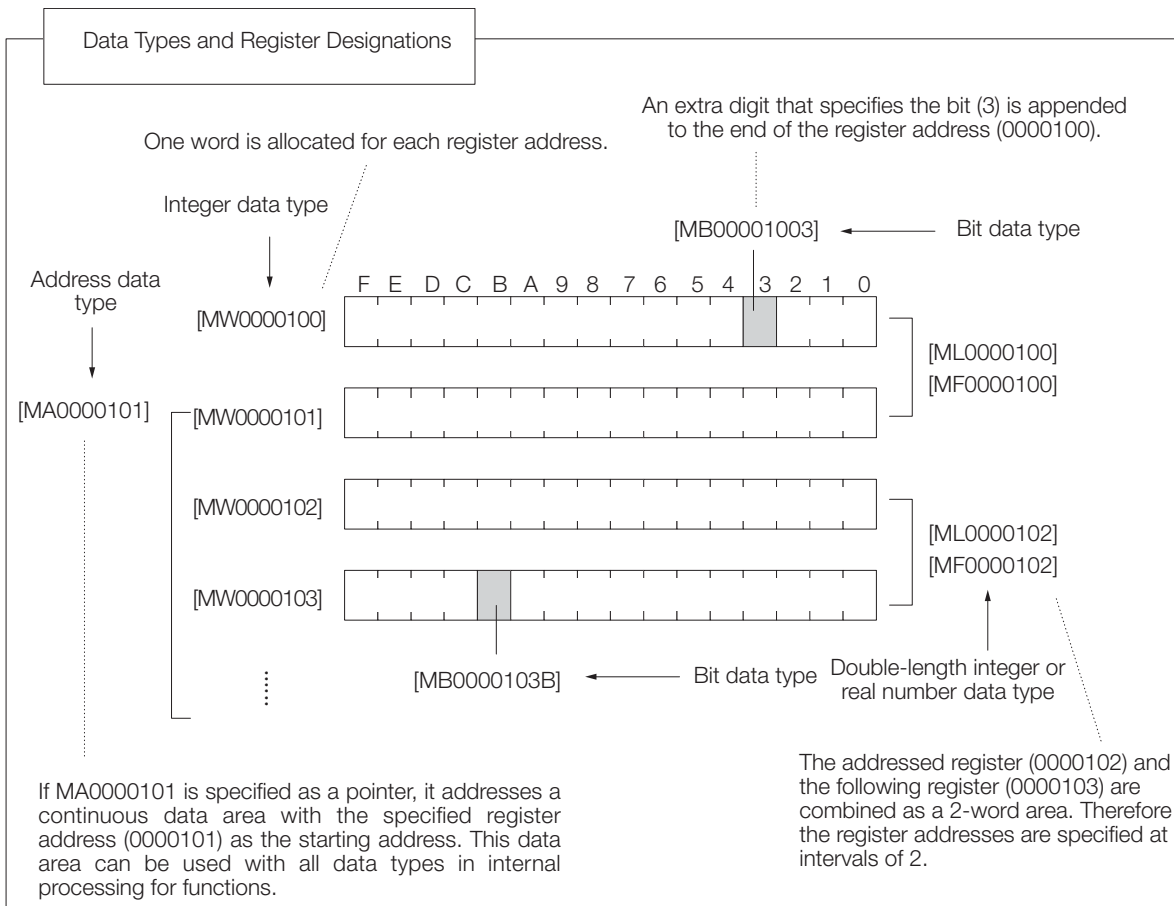 Data Types and Register Designations
An extra digit that specifies the bit (3) is appended
to the end of the register address (0000100).
One word is allocated for each register address.
Integer data type
[MB00001003]
Bit data type
Address data
type
F E D C B A 9 8 7 6 5 4 3 2 1 0
[MW0000100]
[ML0000100]
[MF0000100]
[MA0000101]
[MW0000101]
[MW0000102]
[ML0000102]
[MF0000102]
[MW0000103]
[MB0000103B]
Bit data type
Double-length integer or
real number data type
If MA0000101 is specified as a pointer, it addresses a
continuous data area with the specified register
address (0000101) as the starting address. This data
area can be used with all data types in internal
processing for functions.
The addressed register (0000102) and
the following register (0000103) are
combined as a 2-word area. Therefore
the register addresses are specified at
intervals of 2.